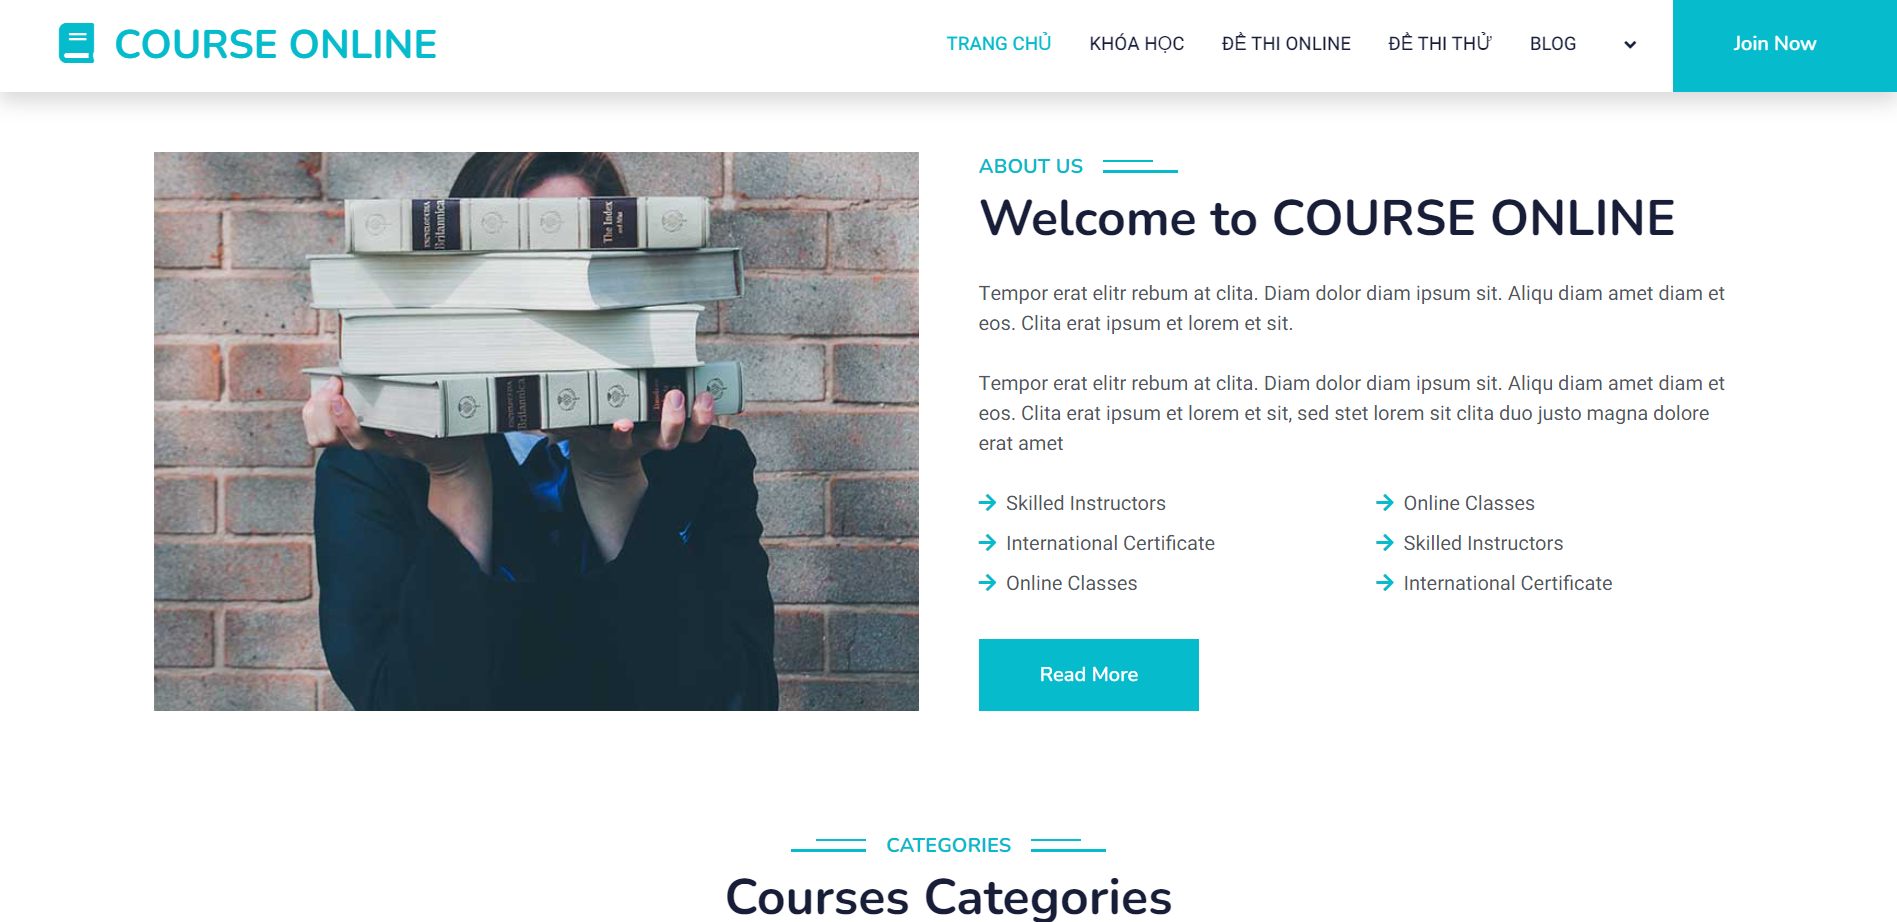 COURSE ONLINE
TRANG CHỦ KHÓA HỌC ĐỀ THI ONLINE ĐỀ THI THỬ BLOG
Join Now
ENCYCLOPAEDIA
Britannica
The Index
Britannica
ABOUT US
Welcome to COURSE ONLINE
Tempor erat elitr rebum at clita. Diam dolor diam ipsum sit. Aliqu diam amet diam et
eos. Clita erat ipsum et lorem et sit.
Tempor erat elitr rebum at clita. Diam dolor diam ipsum sit. Aliqu diam amet diam et
eos. Clita erat ipsum et lorem et sit, sed stet lorem sit clita duo justo magna dolore
erat amet
Skilled Instructors
Online Classes
International Certificate
Skilled Instructors
Online Classes
International Certificate
Read More
CATEGORIES
Courses Categories